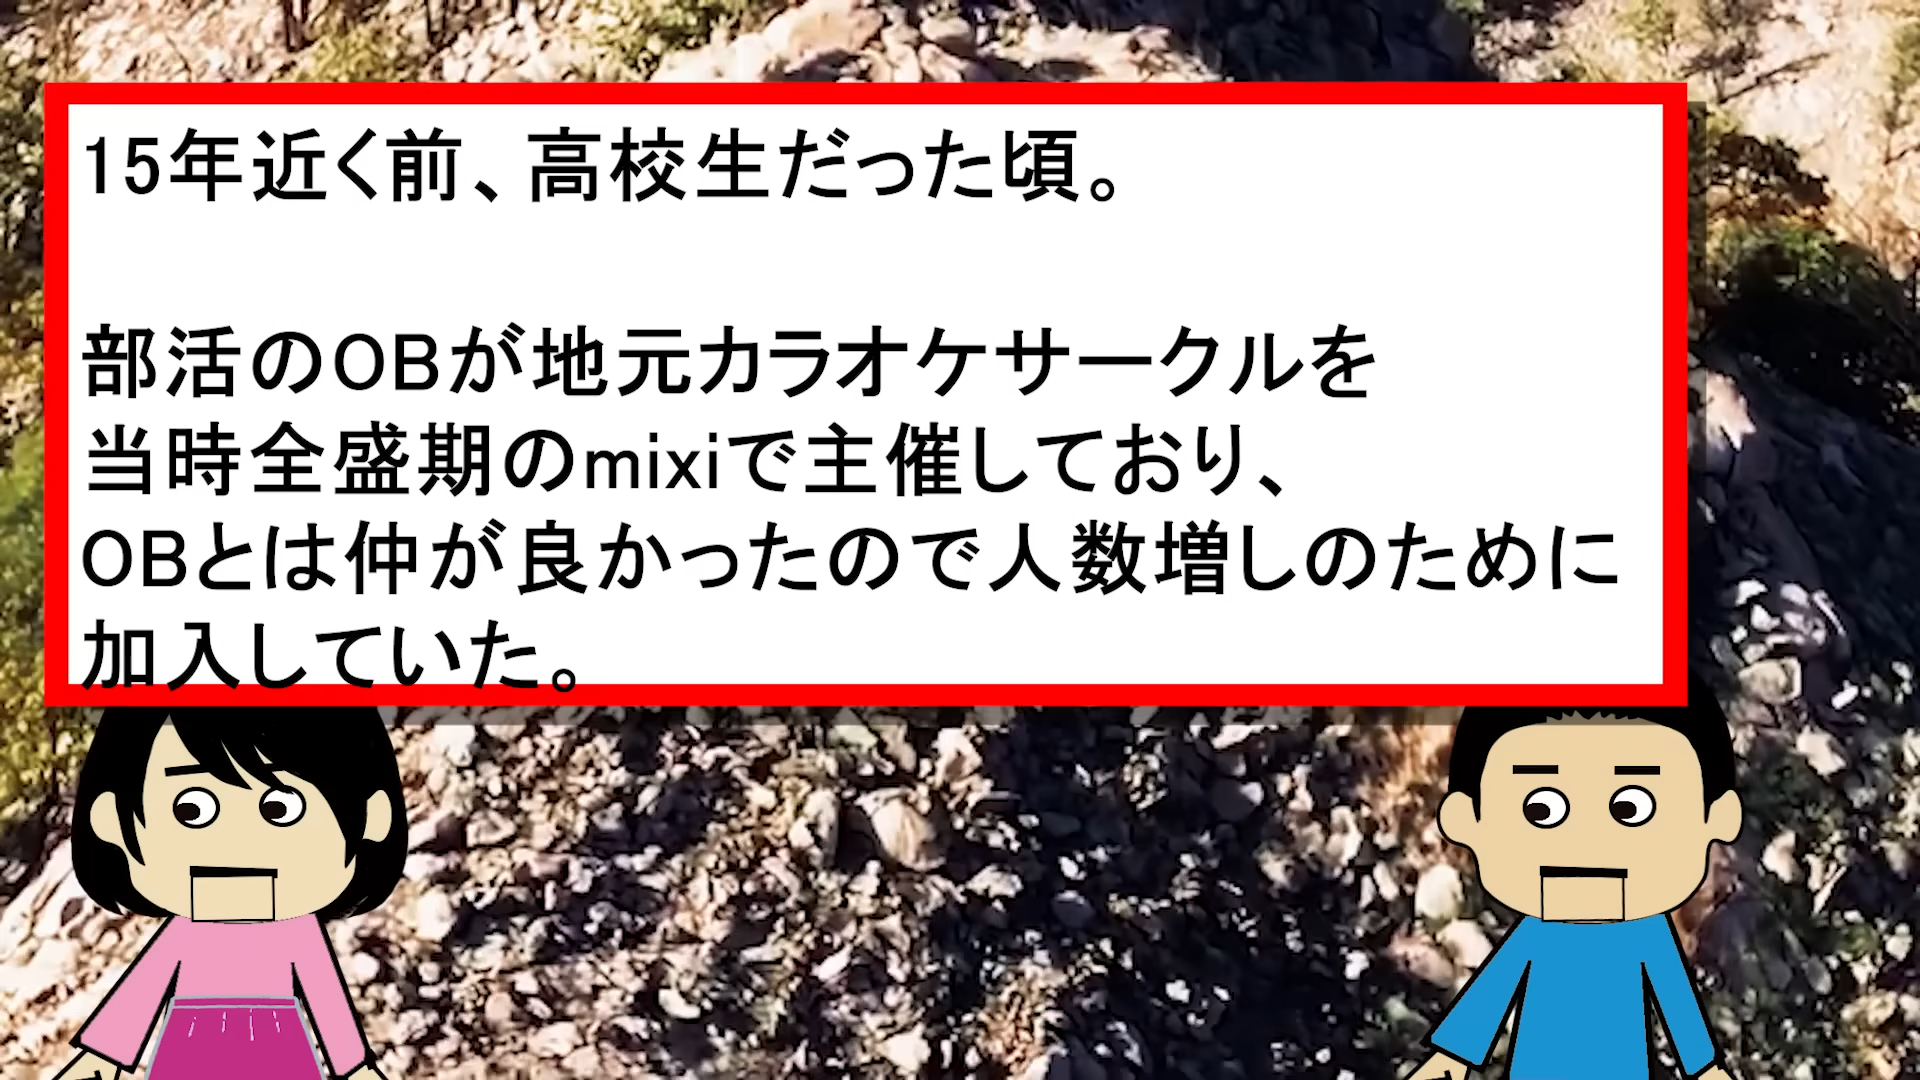 15年近く前、高校生だった頃。
部活のOBが地元カラオケサークルを
当時全盛期のmixiで主催しており、
OBとは仲が良かったので人数増しのために
加入していた。